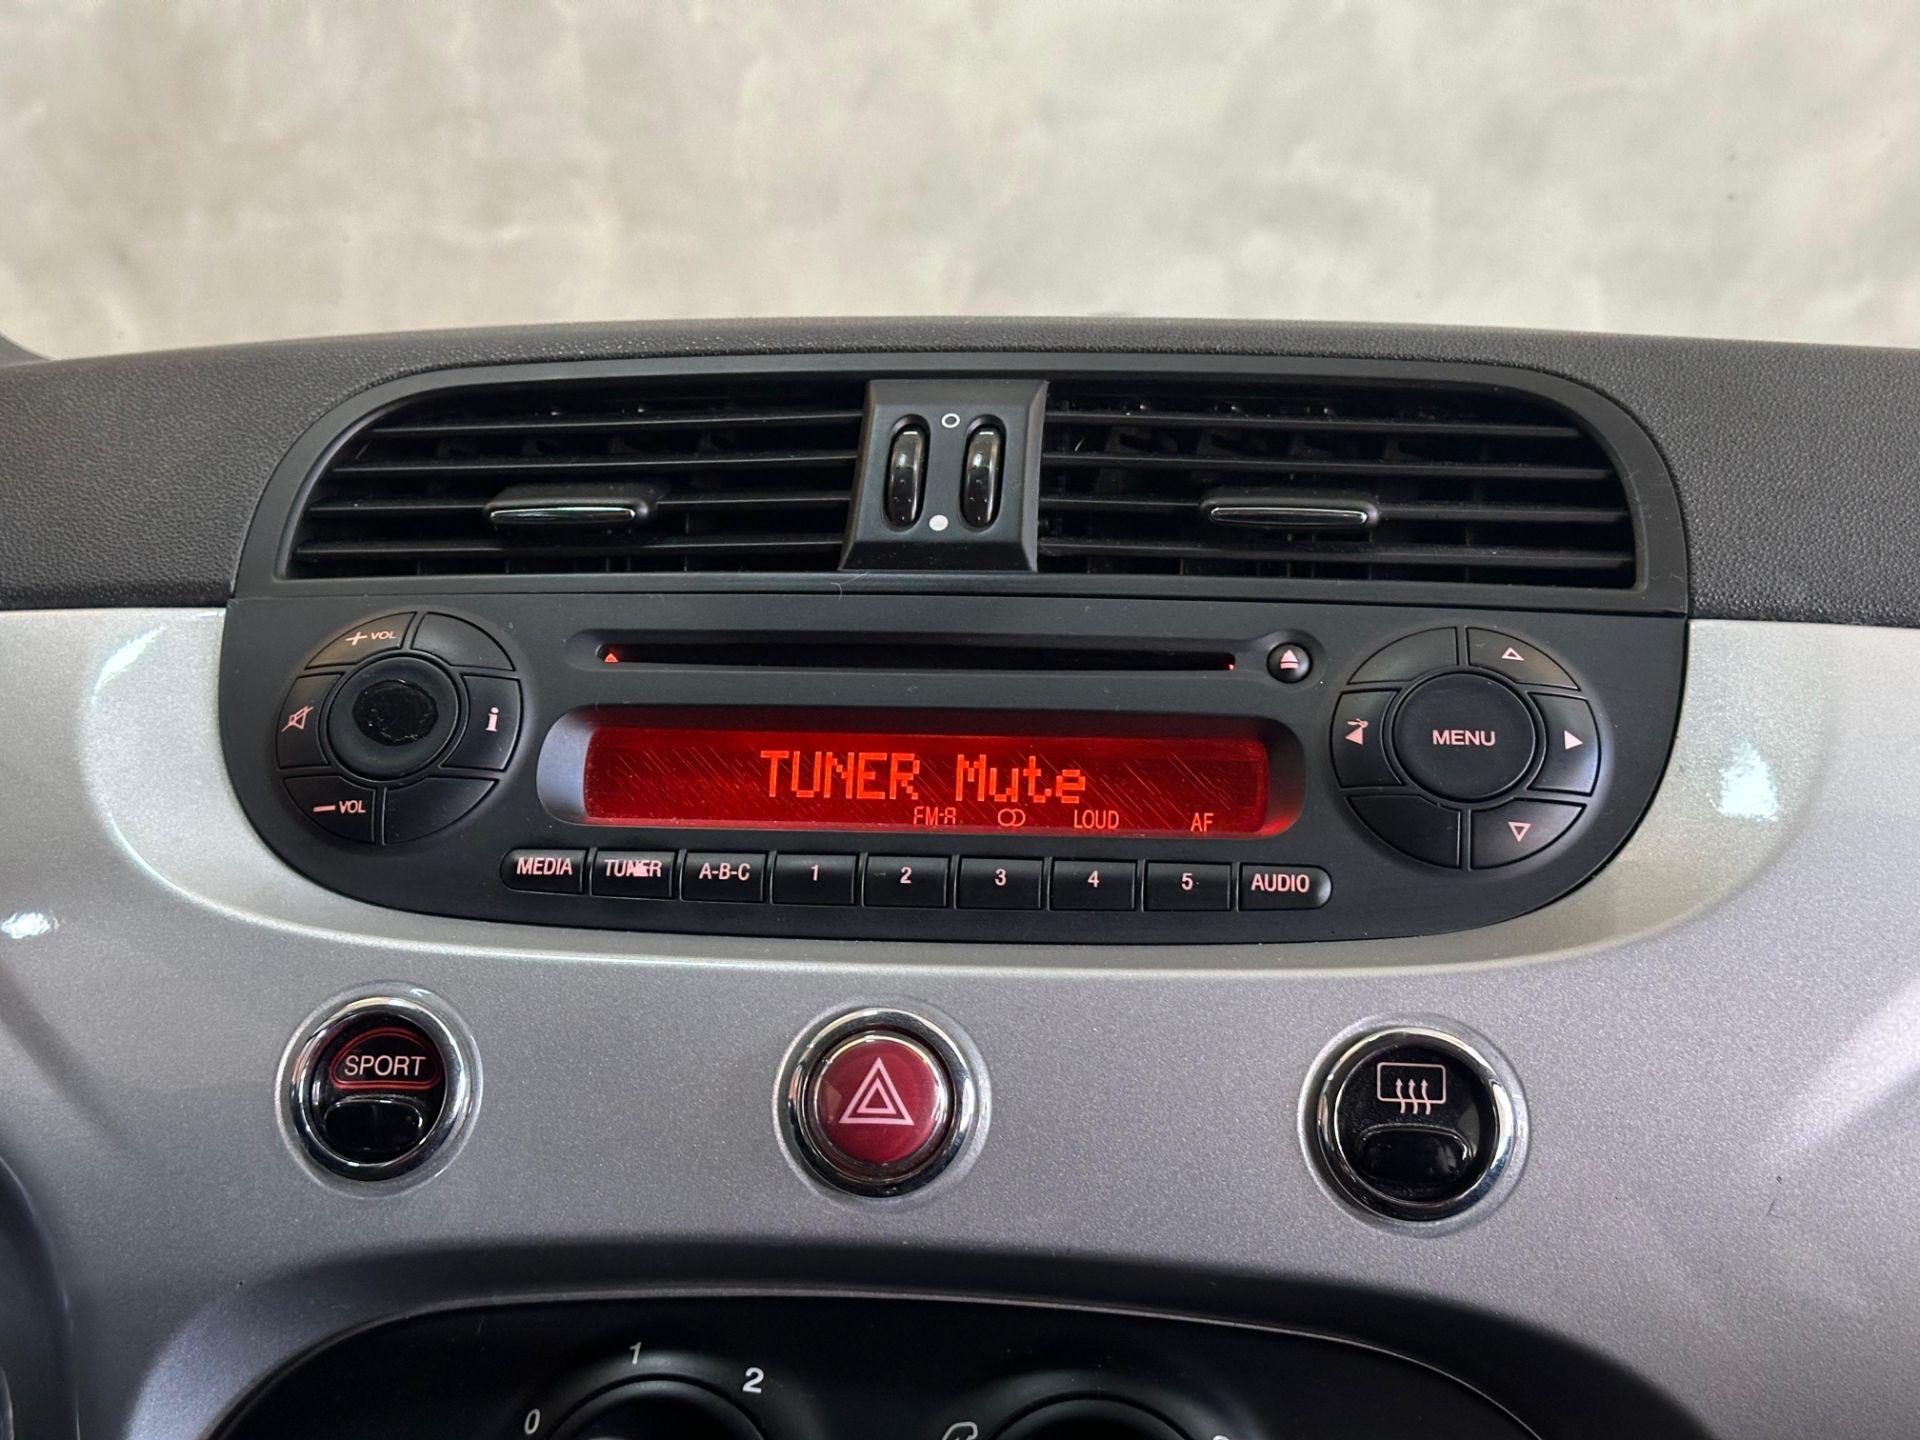 + VOL
i
MENU
TUNER Mute
FM-A LOUD AF
- VOL
MEDIA TUNER A-B-C 1 2 3 4 5 AUDIO
SPORT
1 2
0